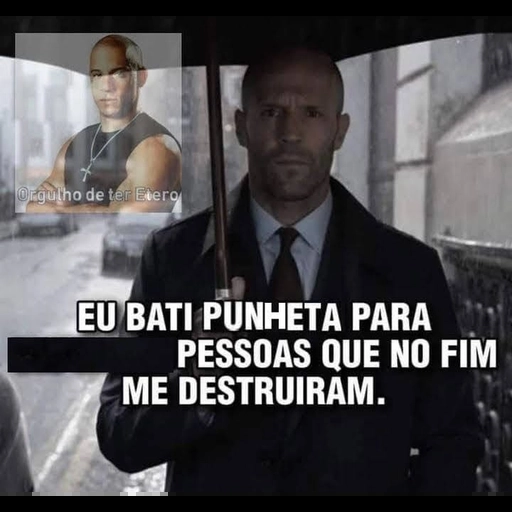 Orgulho de ter Etero
EU BATI PUNHETA PARA
PESSOAS QUE NO FIM
ME DESTRUIRAM.